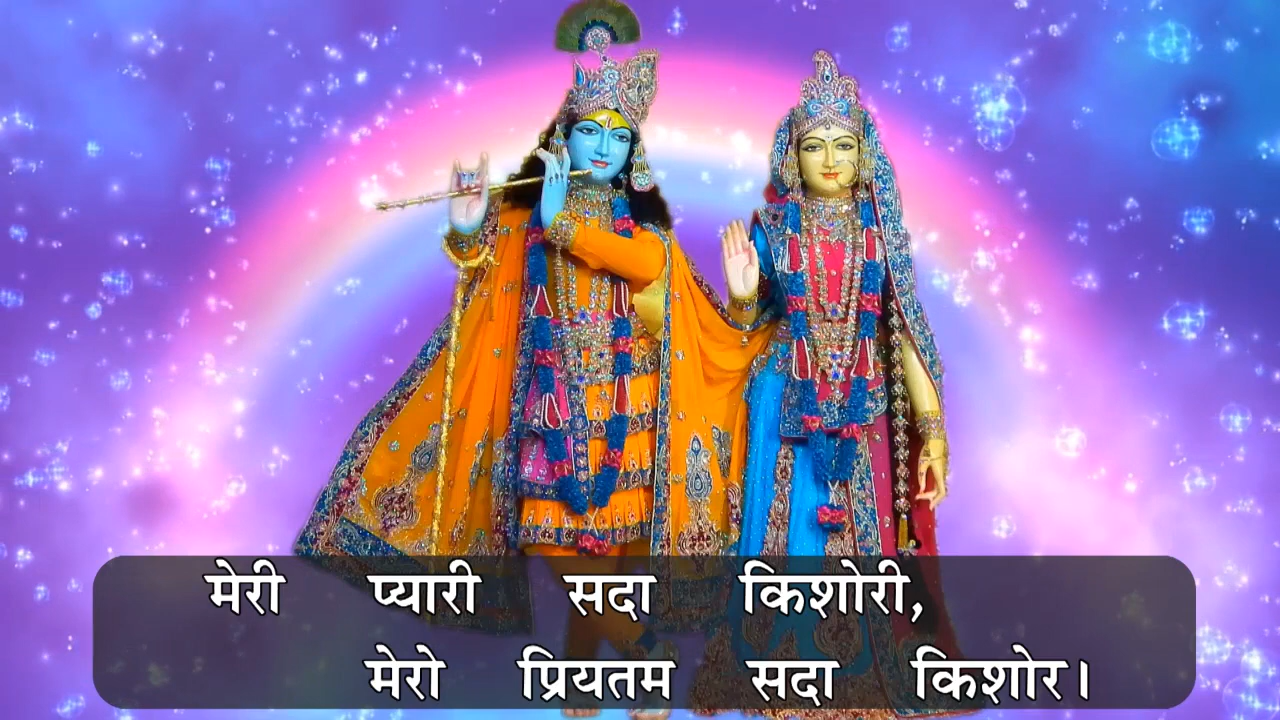 मेरी प्यारी सदा किशोरी,
मेरो प्रियतम सदा किशोर।